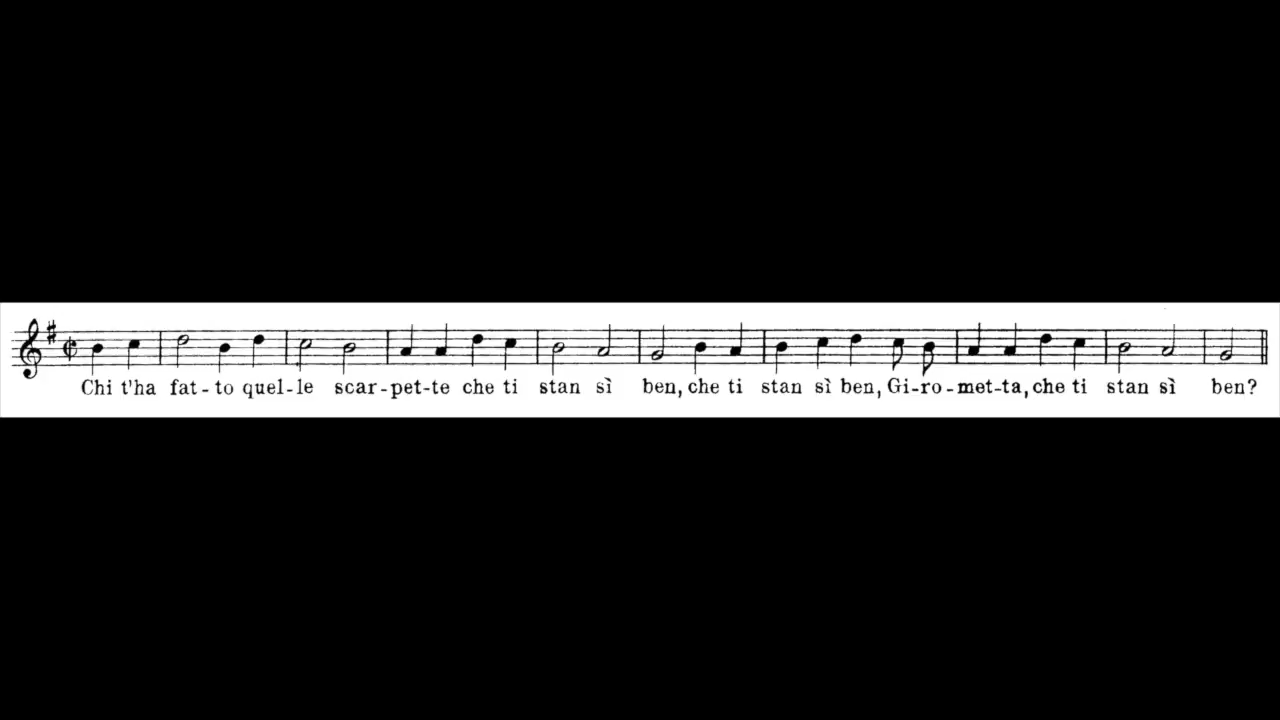 Chi t'ha fat-to quel-le scar-pet-te che ti stan sì ben, che ti stan sì ben, Gi-ro-met-ta, che ti stan sì ben?